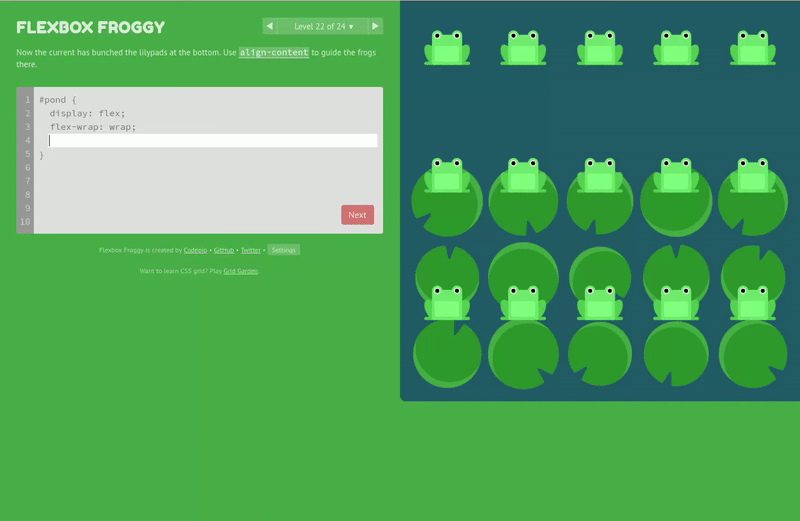 FLEXBOX FROGGY
Level 22 of 24 ▼
Now the current has bunched the lilypads at the bottom. Use align-content to guide the frogs
there.
1 #pond {
2 display: flex;
3 flex-wrap: wrap;
4
5 }
6
7
8
9
10
Next
Flexbox Froggy is created by Codepip • GitHub • Twitter • Settings
Want to learn CSS grid? Play Grid Garden.